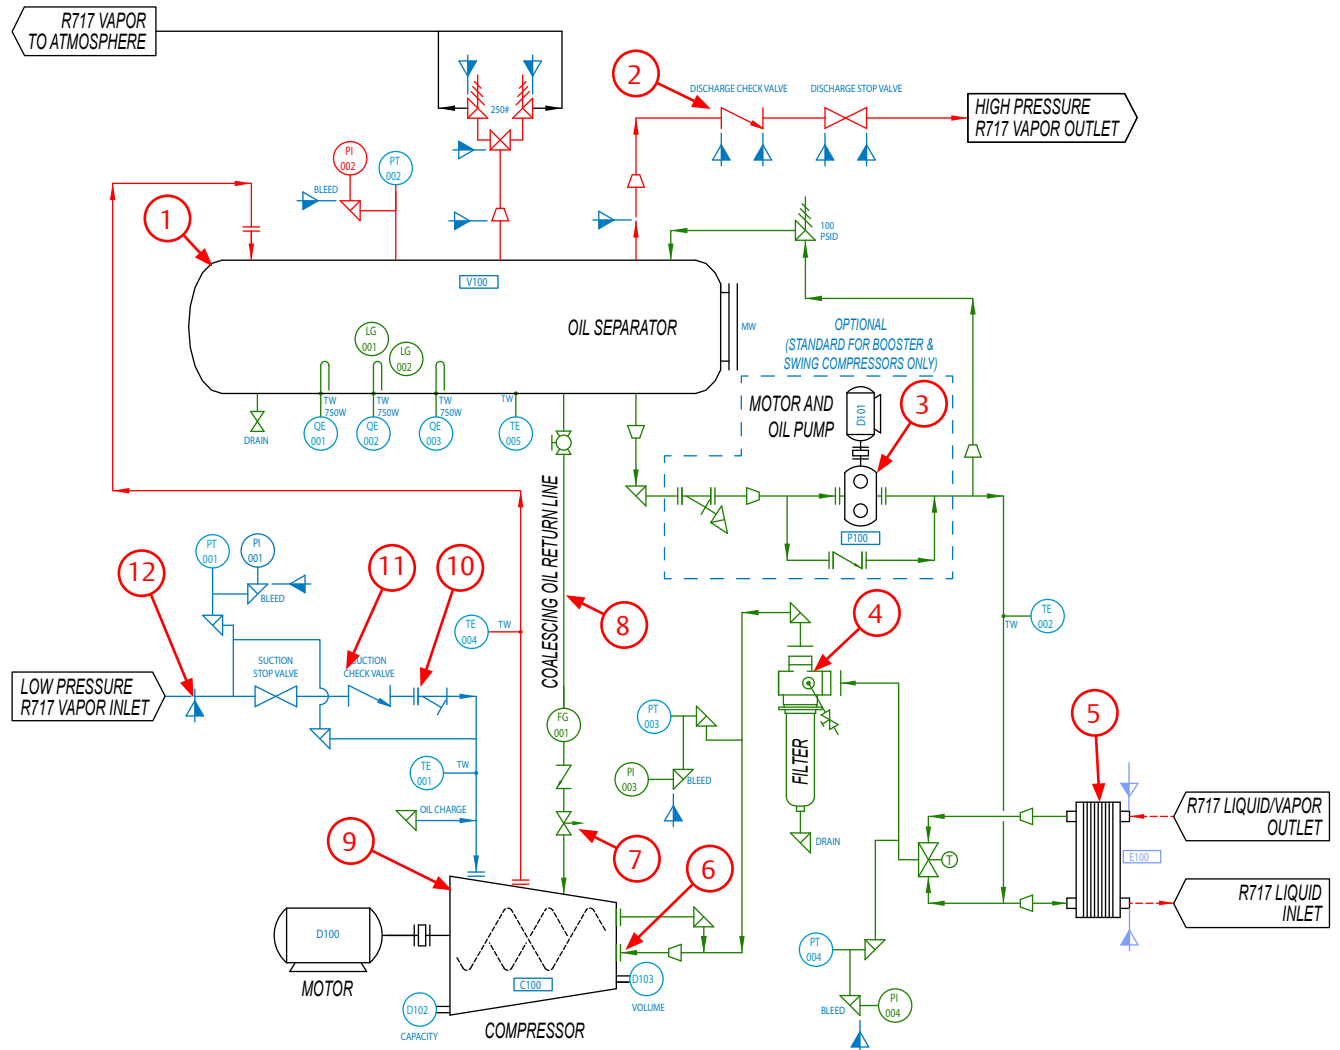 R717 VAPOR
TO ATMOSPHERE
2
DISCHARGE CHECK VALVE
DISCHARGE STOP VALVE
HIGH PRESSURE
R717 VAPOR OUTLET
250#
PI
002
PT
002
BLEED
1
100
PSID
V100
OIL SEPARATOR
MW
LG
001
LG
002
OPTIONAL
(STANDARD FOR BOOSTER &
SWING COMPRESSORS ONLY)
TW
750W
TW
750W
TW
750W
TW
DRAIN
QE
001
QE
002
QE
003
TE
005
MOTOR AND
OIL PUMP
D101
3
P100
COALESCING OIL RETURN LINE
PT
001
PI
001
BLEED
12
11
10
TE
004
TW
8
4
TE
002
TW
SUCTION
STOP VALVE
SUCTION
CHECK VALVE
LOW PRESSURE
R717 VAPOR INLET
FG
001
PT
003
PI
003
BLEED
FILTER
DRAIN
5
R717 LIQUID/VAPOR
OUTLET
E100
R717 LIQUID
INLET
T
TE
001
TW
OIL CHARGE
9
7
6
D100
MOTOR
C100
D103
VOLUME
D102
CAPACITY
COMPRESSOR
PT
004
BLEED
PI
004